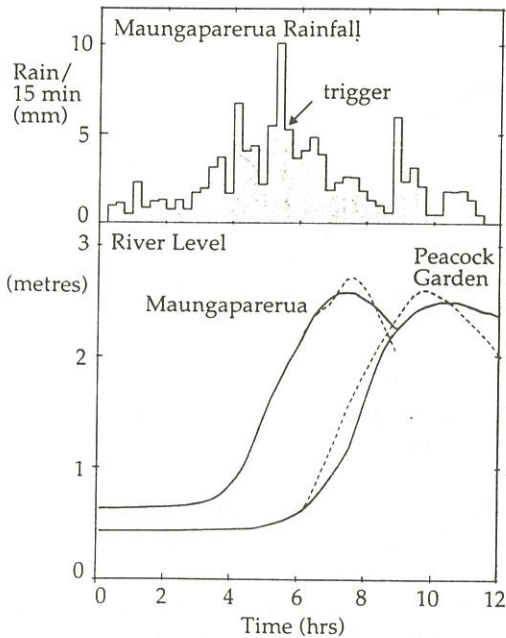 Maungaparerua Rainfall
10
Rain/
15 min
(mm)
trigger
5
0
3
River Level
(metres)
Peacock
Garden
Maungaparerua
2
1
0
0 2 4 6 8 10 12
Time (hrs)